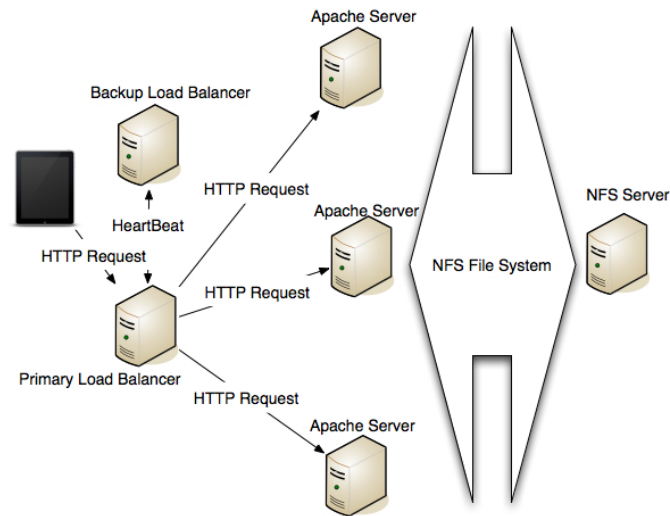 Apache Server
Backup Load Balancer
HTTP Request
Apache Server
NFS Server
HeartBeat
HTTP Request
NFS File System
HTTP Request
Primary Load Balancer
HTTP Request
Apache Server